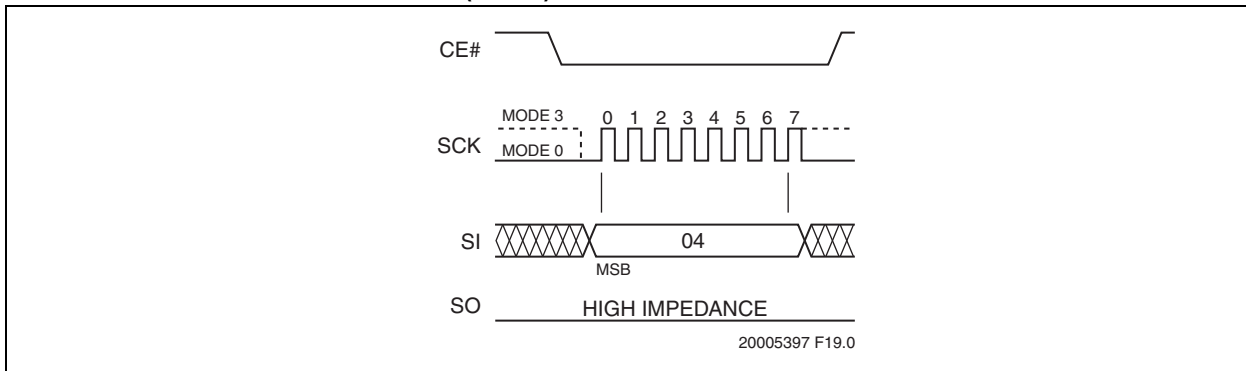 CE#
MODE 3
0 1 2 3 4 5 6 7
SCK
MODE 0
SI
04
MSB
SO
HIGH IMPEDANCE
20005397 F19.0